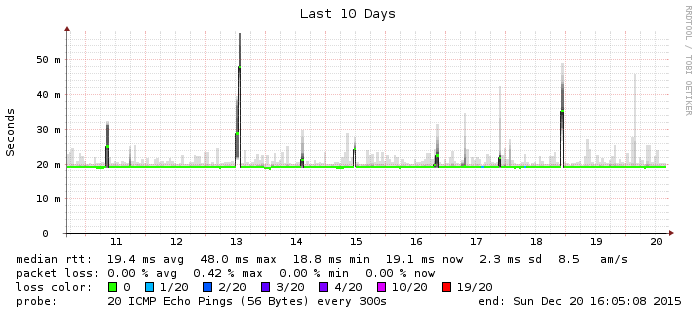 Last 10 Days
RRDTOOL / TOBI OETIKER
Seconds
50 m
40 m
30 m
20 m
10 m
0
11 12 13 14 15 16 17 18 19 20
median rtt: 19.4 ms avg 48.0 ms max 18.8 ms min 19.1 ms now 2.3 ms sd 8.5 am/s
packet loss: 0.00 % avg 0.42 % max 0.00 % min 0.00 % now
loss color: 0 1/20 2/20 3/20 4/20 10/20 19/20
probe: 20 ICMP Echo Pings (56 Bytes) every 300s end: Sun Dec 20 16:05:08 2015